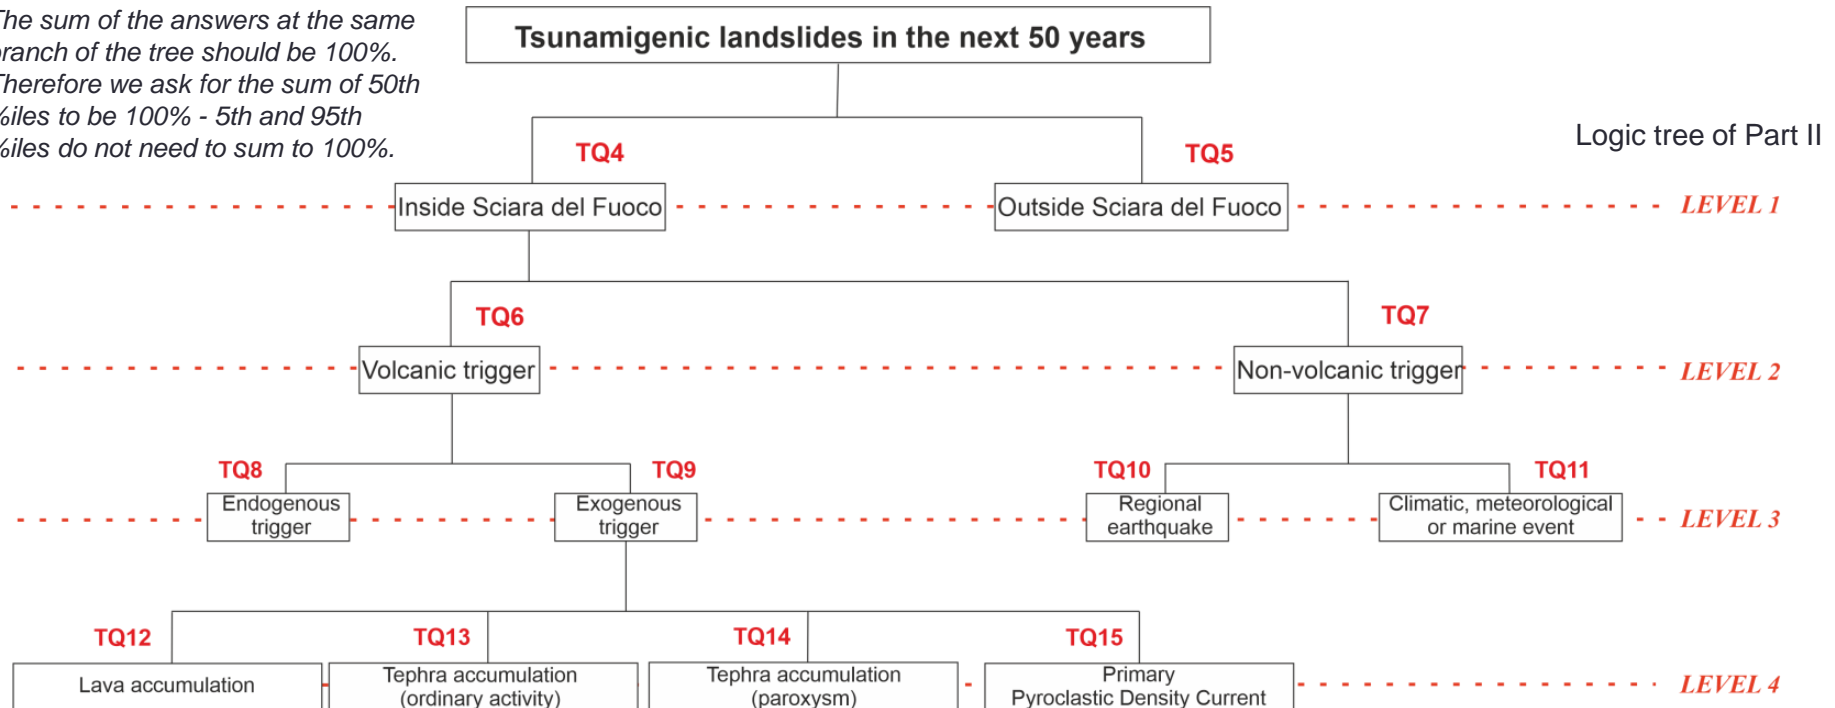 The sum of the answers at the same
branch of the tree should be 100%.
Therefore we ask for the sum of 50th
%iles to be 100% - 5th and 95th
%iles do not need to sum to 100%.
Tsunamigenic landslides in the next 50 years
Logic tree of Part II
TQ4
TQ5
Inside Sciara del Fuoco
Outside Sciara del Fuoco
LEVEL 1
TQ6
TQ7
Volcanic trigger
Non-volcanic trigger
LEVEL 2
TQ8
TQ9
TQ10
TQ11
Endogenous
trigger
Exogenous
trigger
Regional
earthquake
Climatic, meteorological
or marine event
LEVEL 3
TQ12
TQ13
TQ14
TQ15
Lava accumulation
Tephra accumulation
(ordinary activity)
Tephra accumulation
(paroxysm)
Primary
Pyroclastic Density Current
LEVEL 4